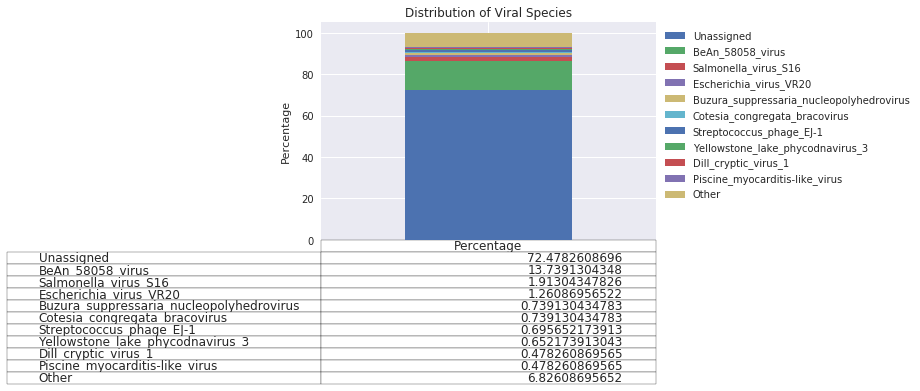 Distribution of Viral Species
100
80
60
40
20
0
Percentage
Unassigned
BeAn_58058_virus
Salmonella_virus_S16
Escherichia_virus_VR20
Buzura_suppressaria_nucleopolyhedrovirus
Cotesia_congregata_bracovirus
Streptococcus_phage_EJ-1
Yellowstone_lake_phycodnavirus_3
Dill_cryptic_virus_1
Piscine_myocarditis-like_virus
Other
Percentage
Unassigned 72.4782608696
BeAn_58058_virus 13.7391304348
Salmonella_virus_S16 1.91304347826
Escherichia_virus_VR20 1.26086956522
Buzura_suppressaria_nucleopolyhedrovirus 0.739130434783
Cotesia_congregata_bracovirus 0.739130434783
Streptococcus_phage_EJ-1 0.695652173913
Yellowstone_lake_phycodnavirus_3 0.652173913043
Dill_cryptic_virus_1 0.478260869565
Piscine_myocarditis-like_virus 0.478260869565
Other 6.82608695652